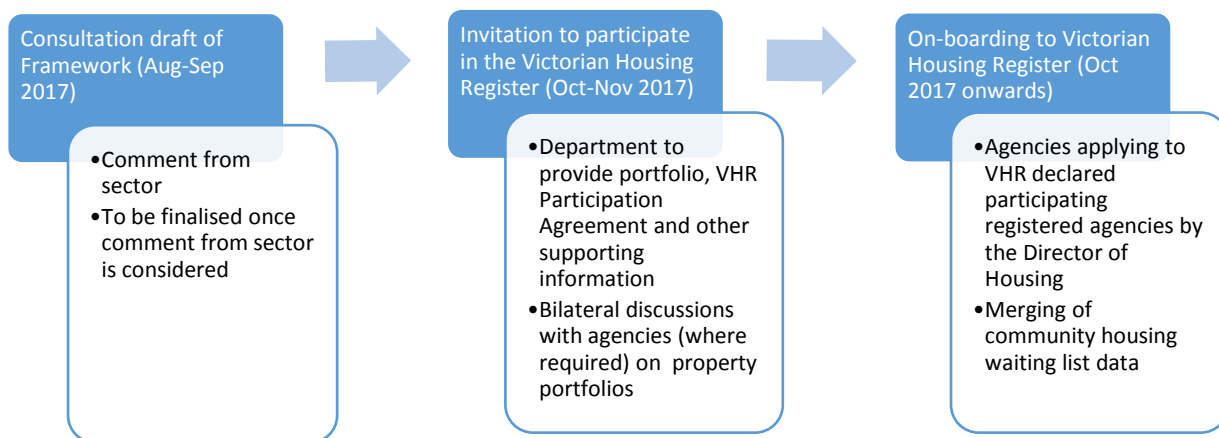 Consultation draft of
Framework (Aug-Sep
2017)
•Comment from
sector
•To be finalised once
comment from sector
is considered
Invitation to participate
in the Victorian Housing
Register (Oct-Nov 2017)
•Department to
provide portfolio, VHR
Participation
Agreement and other
supporting
information
•Bilateral discussions
with agencies (where
required) on property
portfolios
On-boarding to Victorian
Housing Register (Oct
2017 onwards)
•Agencies applying to
VHR declared
participating
registered agencies by
the Director of
Housing
•Merging of
community housing
waiting list data